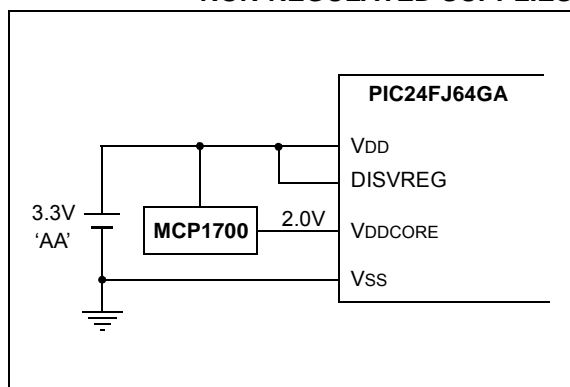 NON-REGULATED SUPPLIES
PIC24FJ64GA
VDD
DISVREG
3.3V
'AA'
MCP1700
2.0V
VDDCORE
VSS